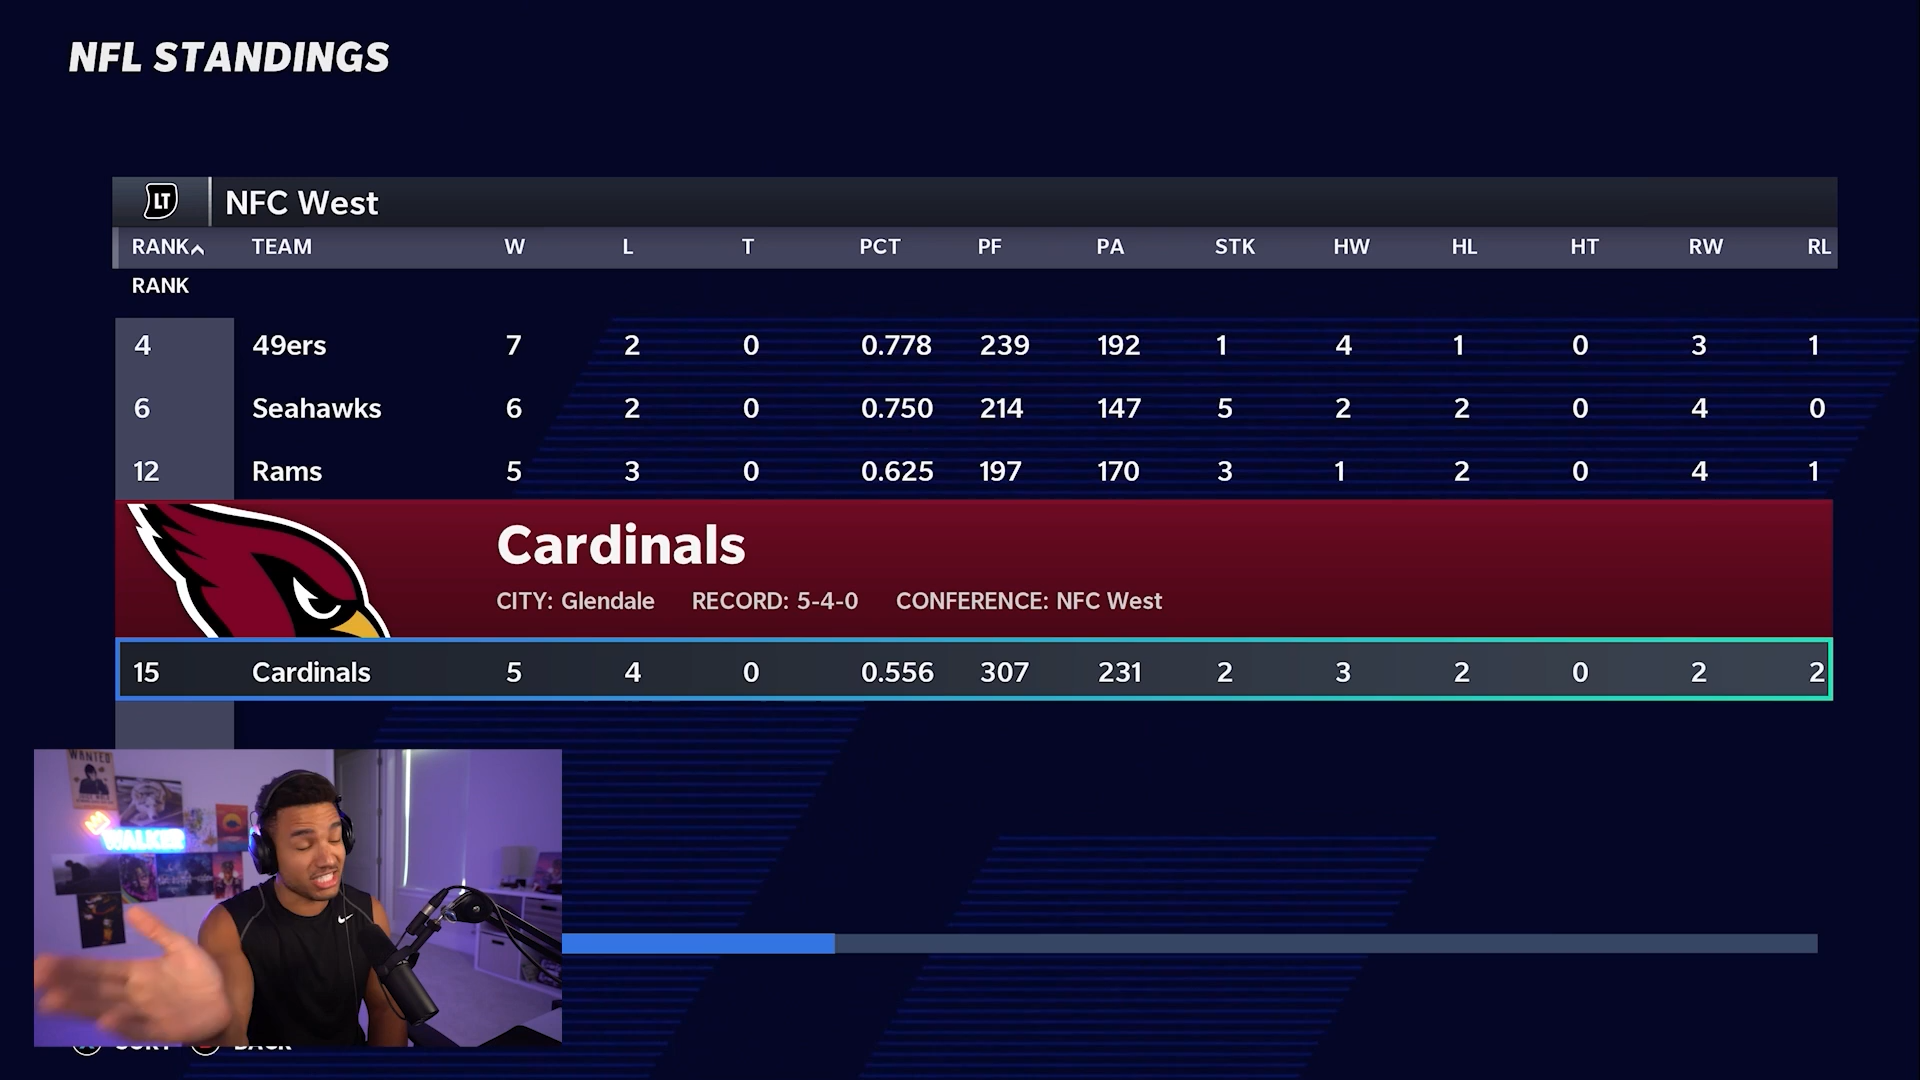 NFL STANDINGS
LT NFC West
RANK TEAM W L T PCT PF PA STK HW HL HT RW RL
RANK
4 49ers 7 2 0 0.778 239 192 1 4 1 0 3 1
6 Seahawks 6 2 0 0.750 214 147 5 2 2 0 4 0
12 Rams 5 3 0 0.625 197 170 3 1 2 0 4 1
Cardinals
CITY: Glendale RECORD: 5-4-0 CONFERENCE: NFC West
15 Cardinals 5 4 0 0.556 307 231 2 3 2 0 2 2
WANTED
WALKER
BACK